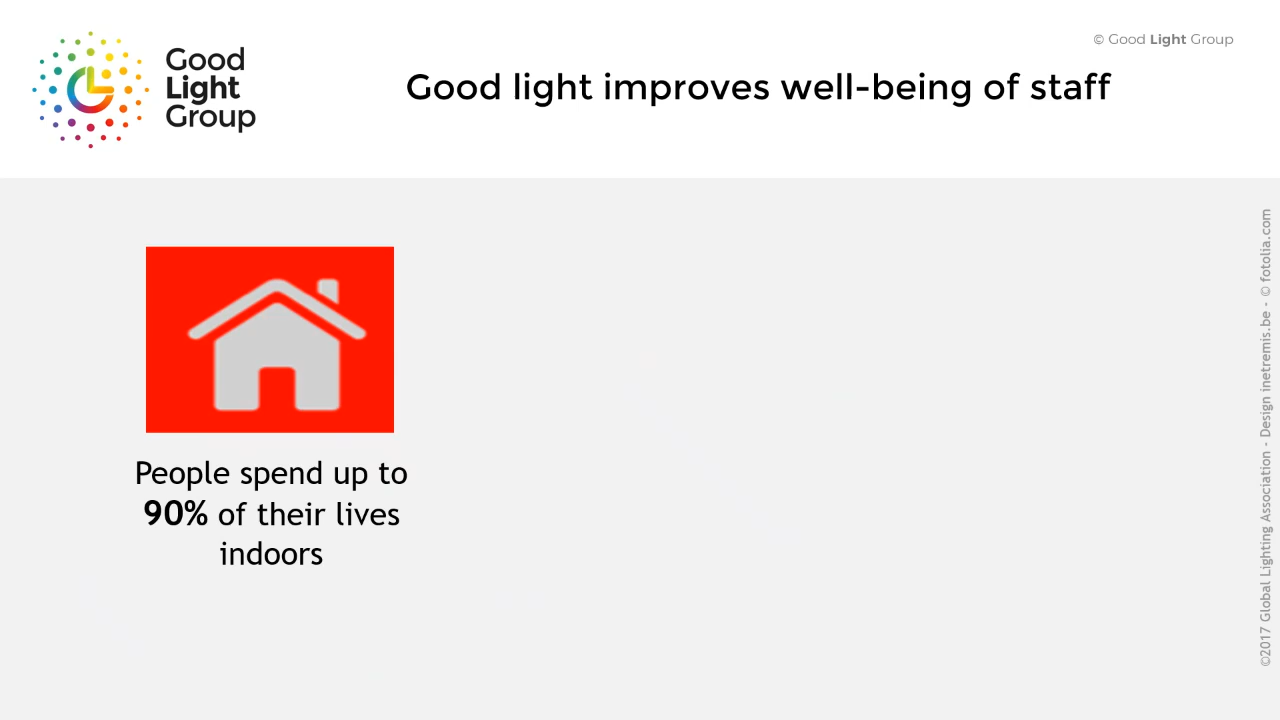 Good
Light
Group
© Good Light Group
Good light improves well-being of staff
People spend up to
90% of their lives
indoors
©2017 Global Lighting Association - Design inetremis.be - © fotolia.com